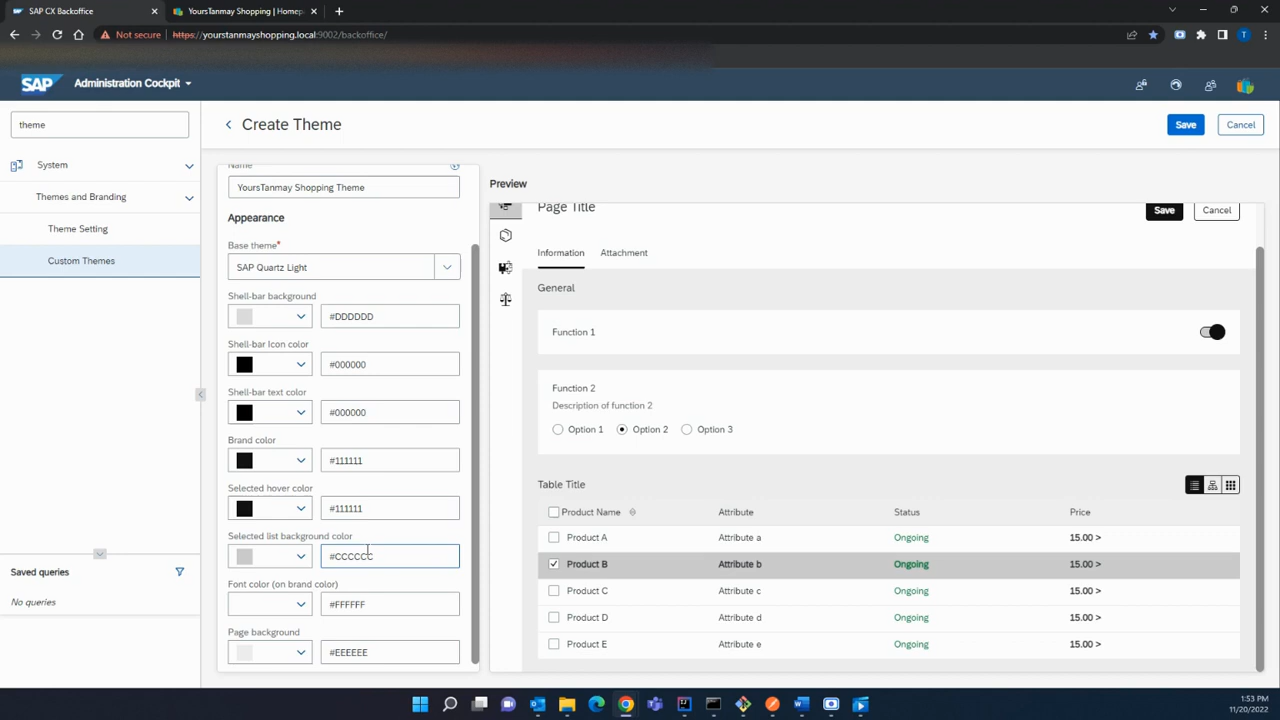 SAP CX Backoffice
YoursTanmay Shopping | Homep
Not secure
https://yourstanmayshopping.local:9002/backoffice/
T
SAP
Administration Cockpit
theme
System
Themes and Branding
Theme Setting
Custom Themes
Saved queries
No queries
Create Theme
Save
Cancel
Name
YoursTanmay Shopping Theme
Appearance
Base theme*
SAP Quartz Light
Shell-bar background
#DDDDDD
Shell-bar Icon color
#000000
Shell-bar text color
#000000
Brand color
#111111
Selected hover color
#111111
Selected list background color
#CCCCCC
Font color (on brand color)
#FFFFFF
Page background
#EEEEEE
Preview
Page Title
Save
Cancel
Information
Attachment
General
Function 1
Function 2
Description of function 2
Option 1
Option 2
Option 3
Table Title
Product Name Attribute Status Price
Product A Attribute a Ongoing 15.00 >
Product B Attribute b Ongoing 15.00 >
Product C Attribute c Ongoing 15.00 >
Product D Attribute d Ongoing 15.00 >
Product E Attribute e Ongoing 15.00 >
1:53 PM
11/20/2022